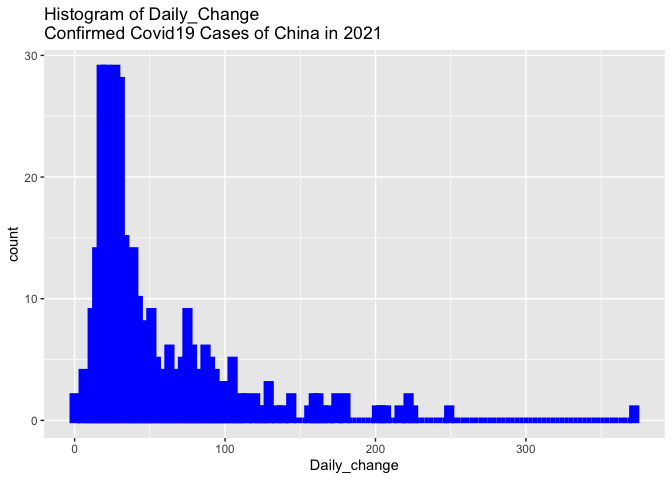 Histogram of Daily_Change
Confirmed Covid19 Cases of China in 2021
30
20
10
0
count
0 100 200 300
Daily_change